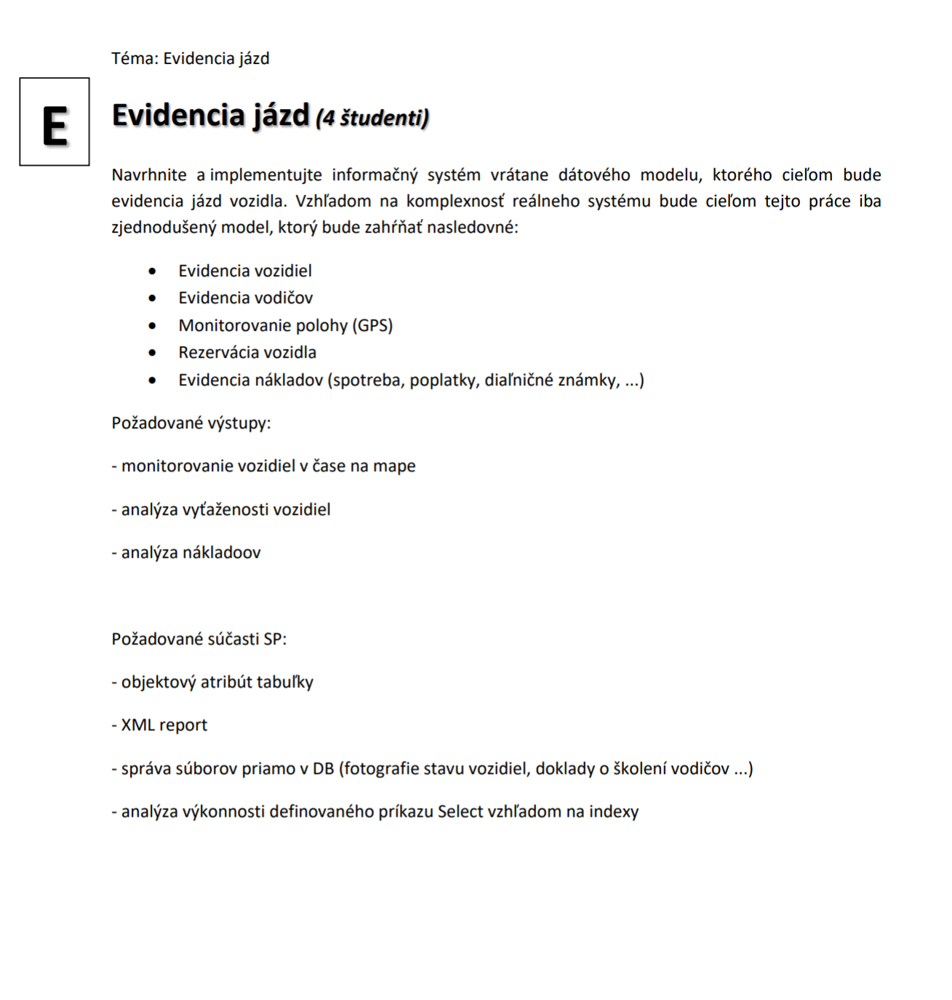 Téma: Evidencia jázd
E
Evidencia jázd (4 študenti)
Navrhnite a implementujte informačný systém vrátane dátového modelu, ktorého cieľom bude
evidencia jázd vozidla. Vzhľadom na komplexnosť reálneho systému bude cieľom tejto práce iba
zjednodušený model, ktorý bude zahŕňať nasledovné:
• Evidencia vozidiel
• Evidencia vodičov
• Monitorovanie polohy (GPS)
• Rezervácia vozidla
• Evidencia nákladov (spotreba, poplatky, diaľničné známky, ...)
Požadované výstupy:
- monitorovanie vozidiel v čase na mape
- analýza vyťaženosti vozidiel
- analýza nákladoov
Požadované súčasti SP:
- objektový atribút tabuľky
- XML report
- správa súborov priamo v DB (fotografie stavu vozidiel, doklady o školení vodičov ...)
- analýza výkonnosti definovaného príkazu Select vzhľadom na indexy